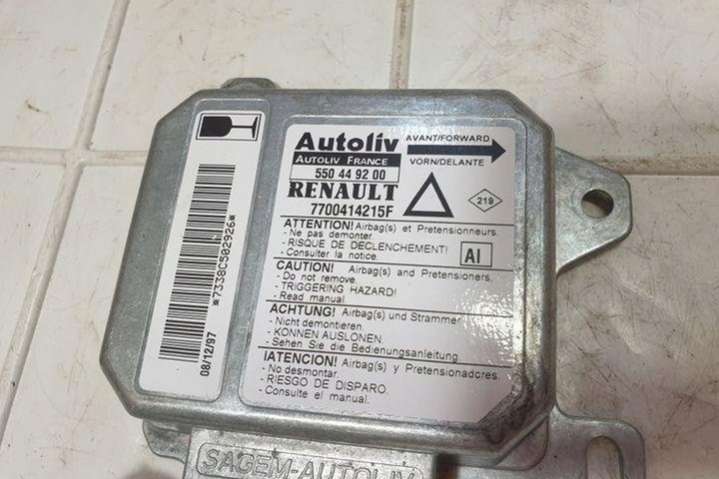 *7338C502926*
08/12/97
Autoliv
AUTOLIV FRANCE
550 44 92 00
RENAULT
7700414215F
AVANT/FORWARD
VORN/DELANTE
219
ATTENTION! Airbag(s) et Pretensionneurs.
- Ne pas demonter.
- RISQUE DE DECLENCHEMENT!
- Consulter la notice.
AI
CAUTION! Airbag(s) and Pretensioners.
- Do not remove.
- TRIGGERING HAZARD!
- Read manual.
ACHTUNG! Airbag(s) und Strammer
- Nicht demontieren.
- KONNEN AUSLONEN.
- Sehen Sie die Bedienungsanleitung
IATENCION! Airbag(s) y Pretensionadores.
- No desmontar.
- RIESGO DE DISPARO.
- Consulte el manual.
SAGEM-AUTOLIV